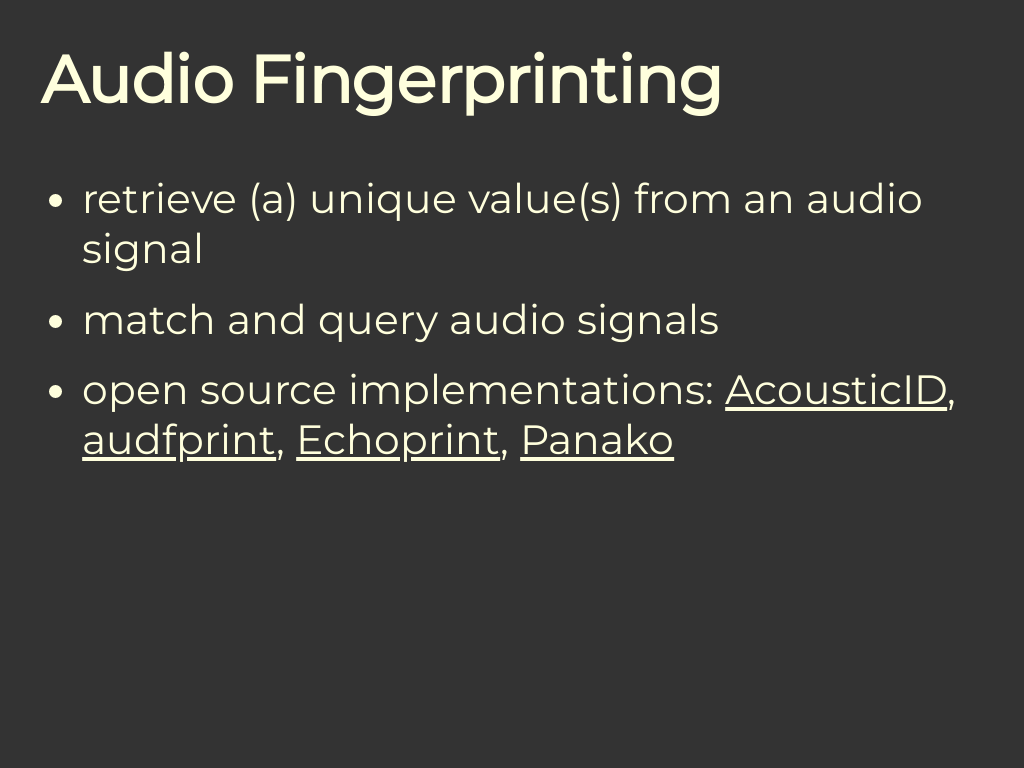 Audio Fingerprinting
• retrieve (a) unique value(s) from an audio
signal
• match and query audio signals
• open source implementations: AcousticID,
audfprint, Echoprint, Panako